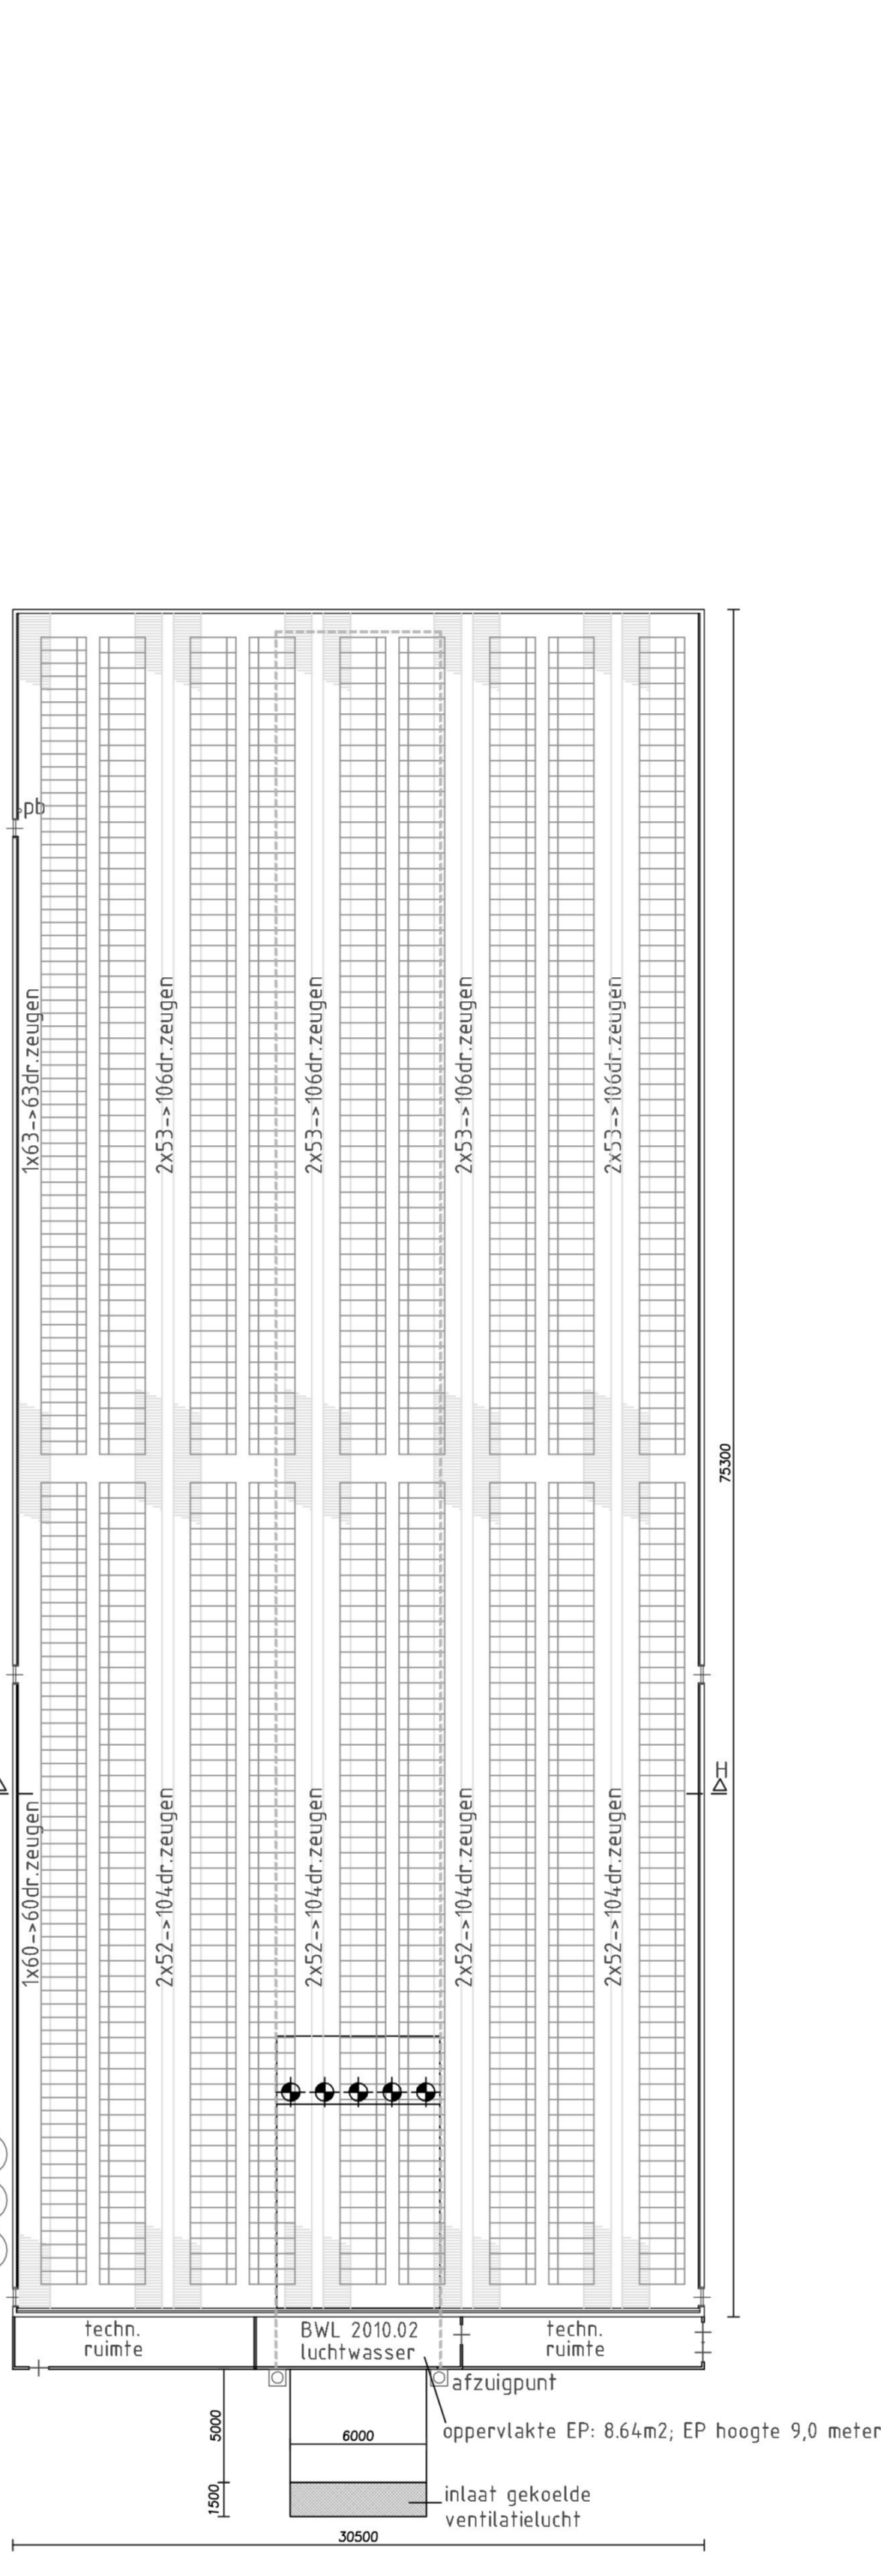 pb
1x63->63dr.zeugen
2x53->106dr.zeugen
2x53->106dr.zeugen
2x53->106dr.zeugen
2x53->106dr.zeugen
75300
H
1x60->60dr.zeugen
2x52->104dr.zeugen
2x52->104dr.zeugen
2x52->104dr.zeugen
2x52->104dr.zeugen
techn.
ruimte
BWL 2010.02
luchtwasser
techn.
ruimte
afzuigpunt
5000
6000
oppervlakte EP: 8.64m2; EP hoogte 9,0 meter
1500
inlaat gekoelde
ventilatielucht
30500